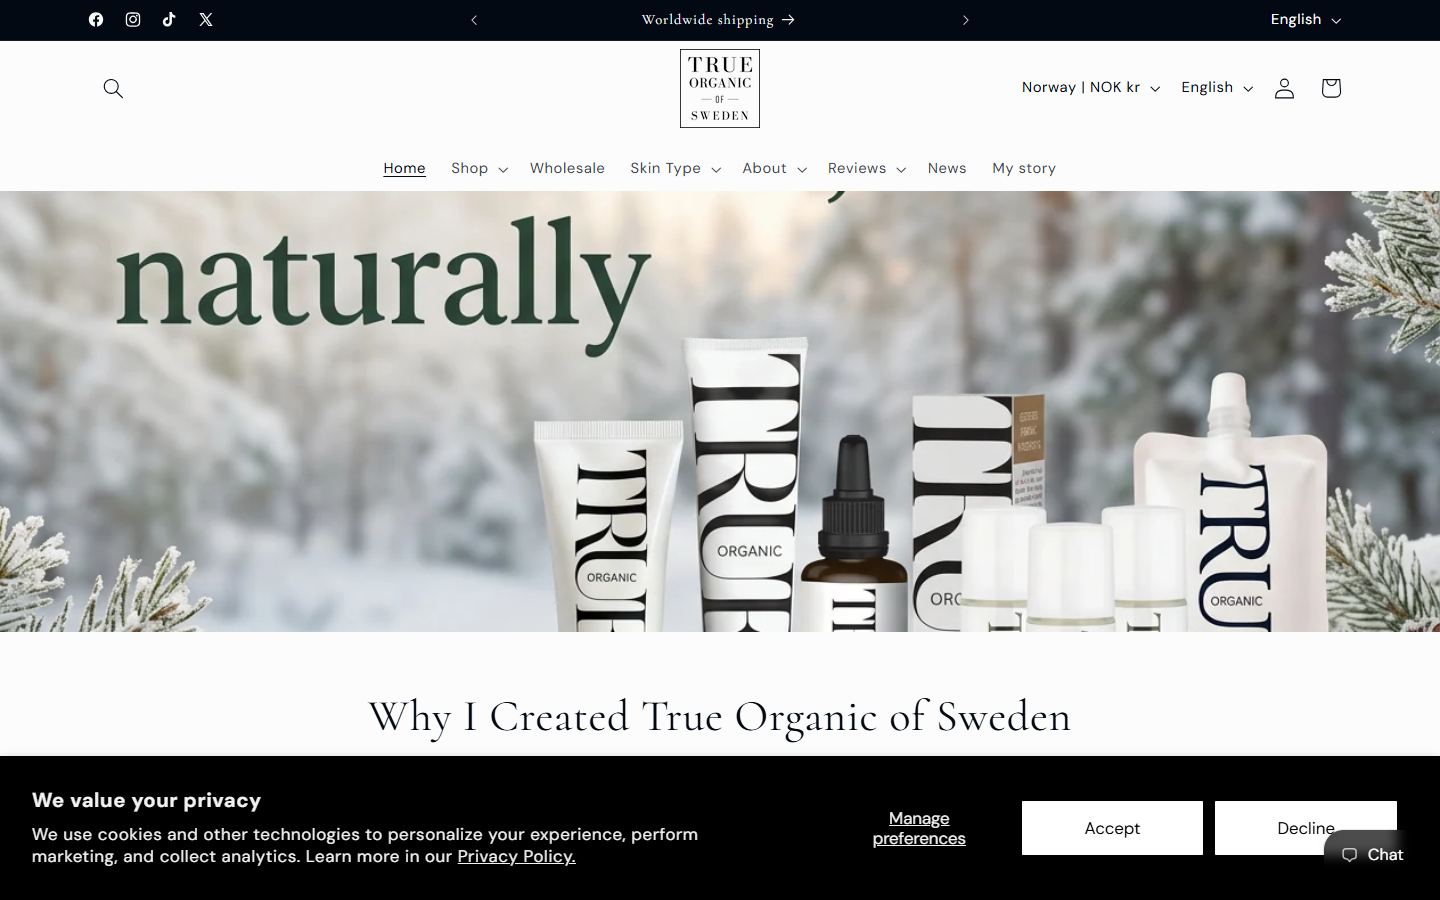 Worldwide shipping
English
TRUE
ORGANIC
OF
SWEDEN
Norway | NOK kr
English
Home
Shop
Wholesale
Skin Type
About
Reviews
News
My story
naturally
TRUE
ORGANIC
ORGANIC
ORGANIC
Why I Created True Organic of Sweden
We value your privacy
We use cookies and other technologies to personalize your experience, perform
marketing, and collect analytics. Learn more in our Privacy Policy.
Manage
preferences
Accept
Decline
Chat